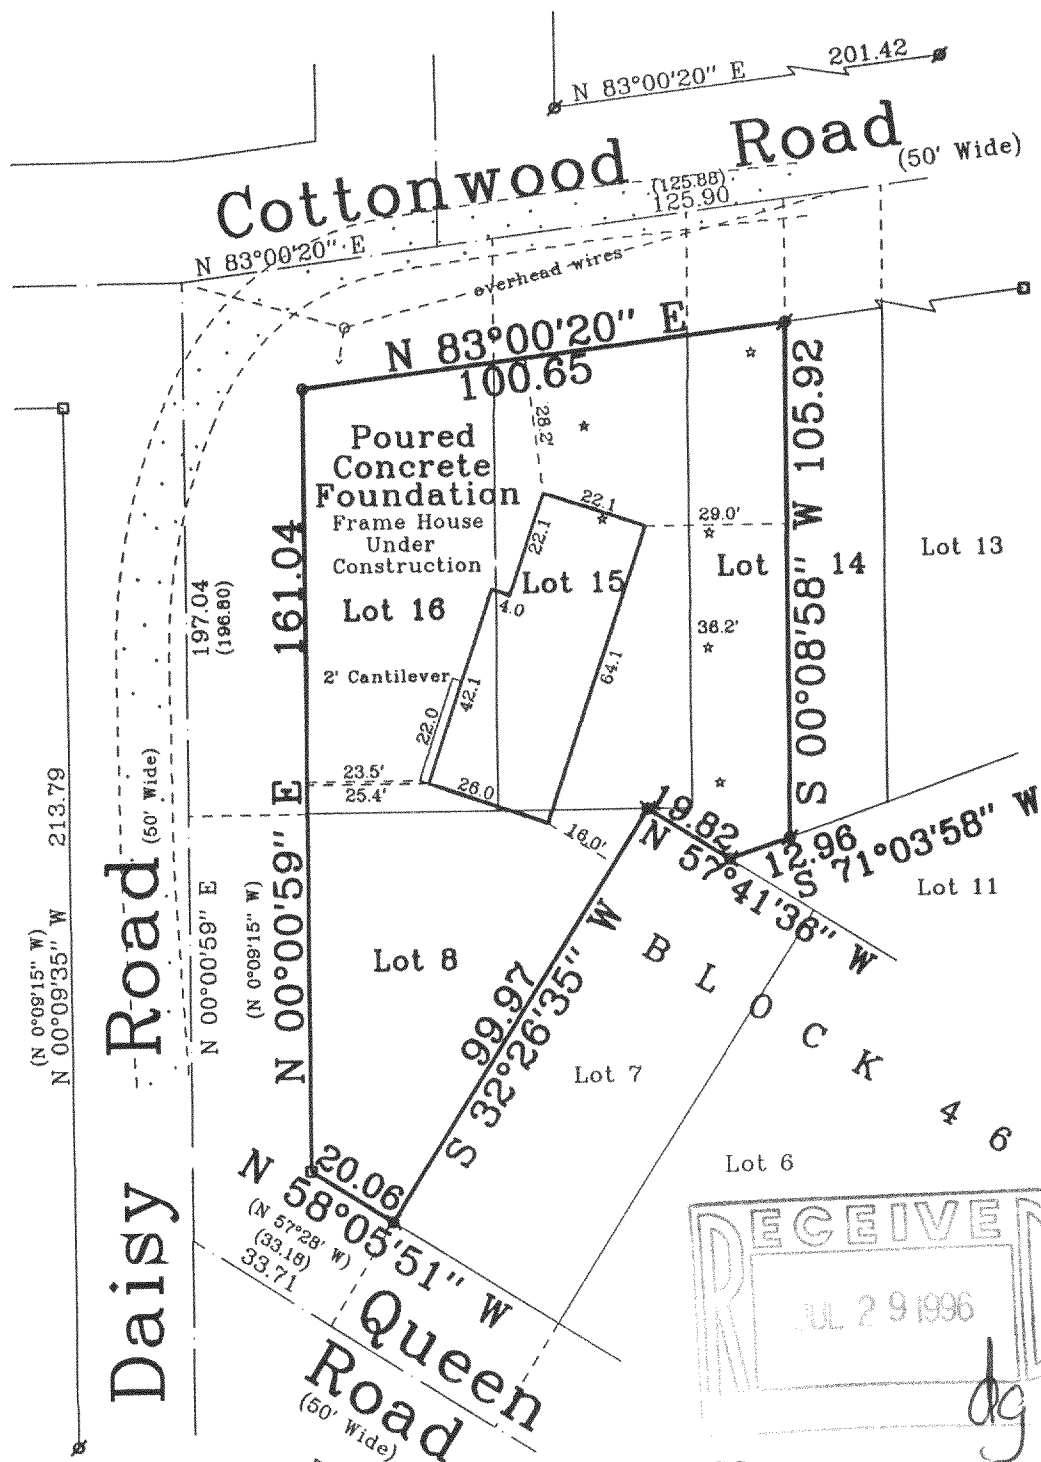 201.42
N 83°00'20" E
Cottonwood Road
(50' Wide)
(125.88)
125.90
N 83°00'20" E
overhead wires
N 83°00'20" E
100.65
105.92
S 00°08'58" W
28.2'
Poured
Concrete
Foundation
Frame House
Under
Construction
22.1
22.1
29.0'
Lot 15
Lot 14
Lot 13
Lot 16
4.0
161.04
197.04
(196.80)
36.2'
64.1
2' Cantilever
42.1
22.0
23.5'
25.4'
26.0
16.0'
19.82
N 57°41'36" W
12.96
S 71°03'58" W
Lot 11
213.79
N 00°09'35" W
(N 0°09'15" W)
Daisy Road
(50' Wide)
N 00°00'59" E
(N 0°09'15" W)
N 00°00'59" E
Lot 8
99.97
S 32°26'35" W
BLOCK 46
Lot 7
Lot 6
20.06
N 58°05'51" W
(N 57°28' W)
(33.18)
33.71
Queen
Road
(50' Wide)
RECEIVED
JUL 29 1996
dg